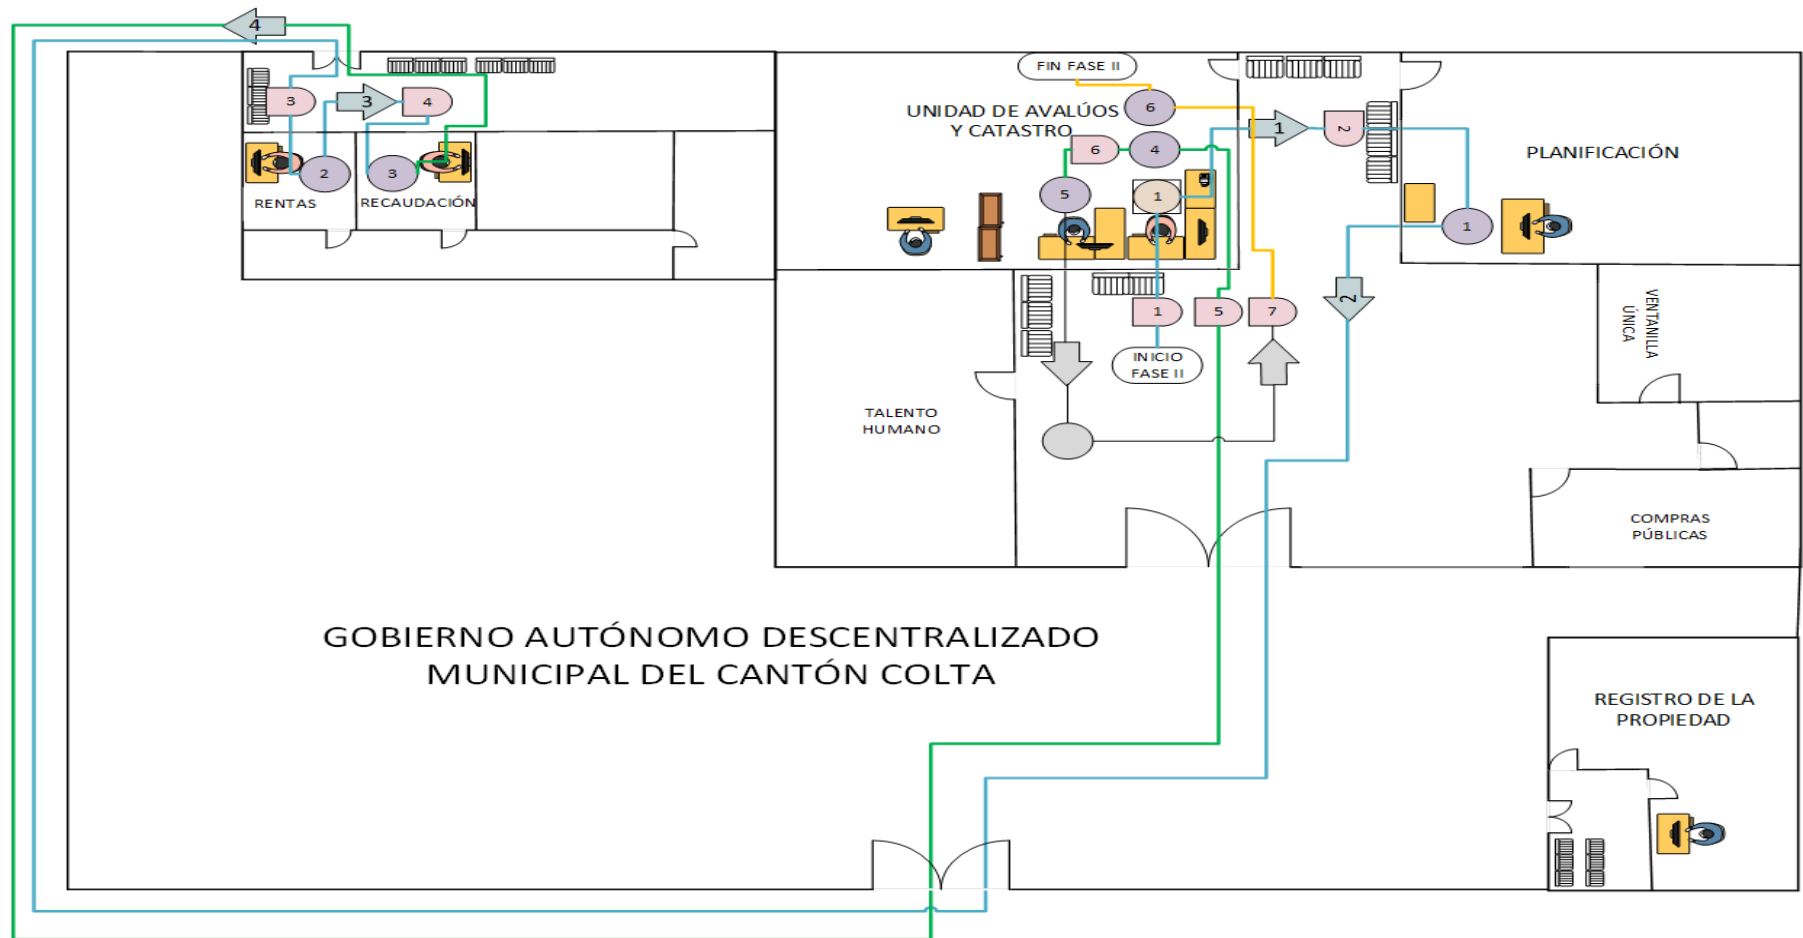 4
FIN FASE II
3
3
4
6
UNIDAD DE AVALÚOS
Y CATASTRO
1
2
6
4
PLANIFICACIÓN
2
3
5
1
RENTAS
RECAUDACIÓN
1
1
5
7
2
VENTANILLA
ÚNICA
INICIO
FASE II
TALENTO
HUMANO
COMPRAS
PÚBLICAS
GOBIERNO AUTÓNOMO DESCENTRALIZADO
MUNICIPAL DEL CANTÓN COLTA
REGISTRO DE LA
PROPIEDAD